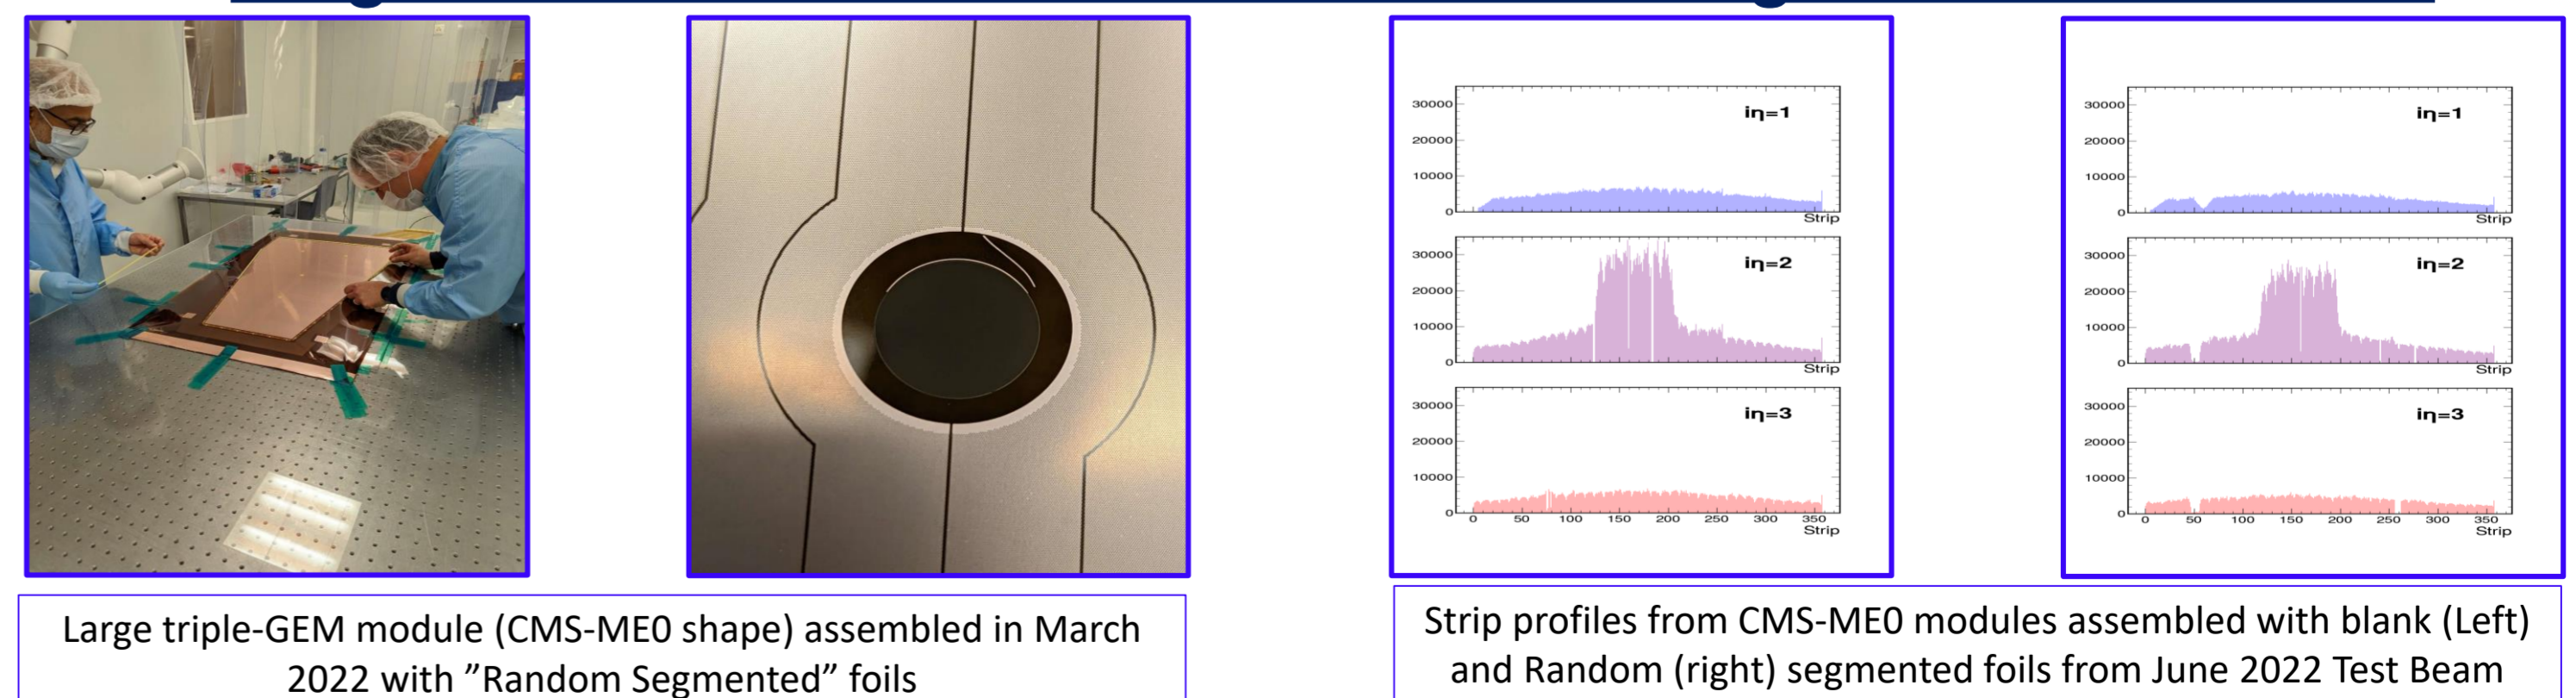 30000
iη=1
20000
10000
0
Strip
30000
iη=2
20000
10000
0
Strip
30000
iη=3
20000
10000
0
0 50 100 150 200 250 300 350
Strip
30000
iη=1
20000
10000
0
Strip
30000
iη=2
20000
10000
0
Strip
30000
iη=3
20000
10000
0
0 50 100 150 200 250 300 350
Strip
Large triple-GEM module (CMS-ME0 shape) assembled in March
2022 with ”Random Segmented” foils
Strip profiles from CMS-ME0 modules assembled with blank (Left)
and Random (right) segmented foils from June 2022 Test Beam